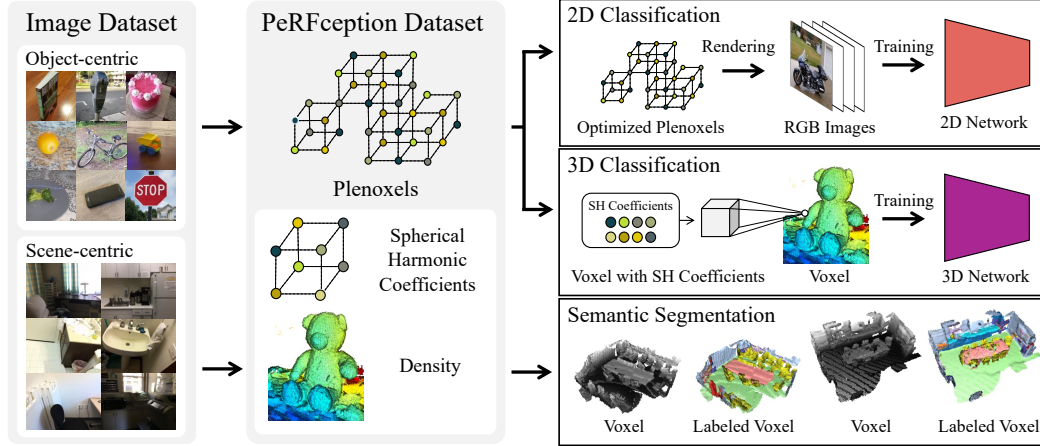 Image Dataset
Object-centric
STOP
Scene-centric
PeRFception Dataset
Plenoxels
Spherical
Harmonic
Coefficients
Density
2D Classification
Rendering
Training
Optimized Plenoxels
RGB Images
2D Network
3D Classification
SH Coefficients
Training
Voxel with SH Coefficients
Voxel
3D Network
Semantic Segmentation
Voxel
Labeled Voxel
Voxel
Labeled Voxel